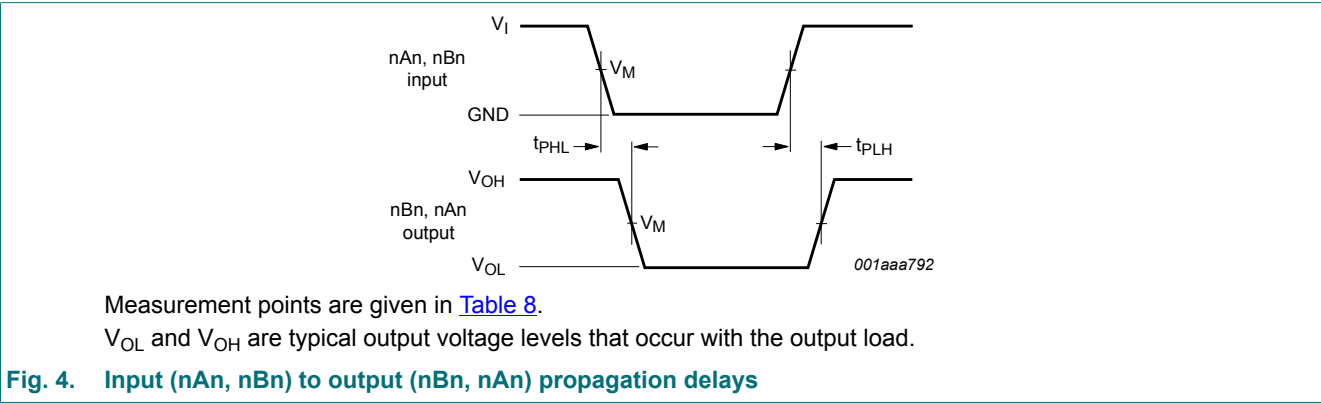 V_I
nAn, nBn
input
V_M
GND
t_PHL
t_PLH
V_OH
nBn, nAn
output
V_M
V_OL
001aaa792
Measurement points are given in Table 8.
V_OL and V_OH are typical output voltage levels that occur with the output load.
Fig. 4. Input (nAn, nBn) to output (nBn, nAn) propagation delays